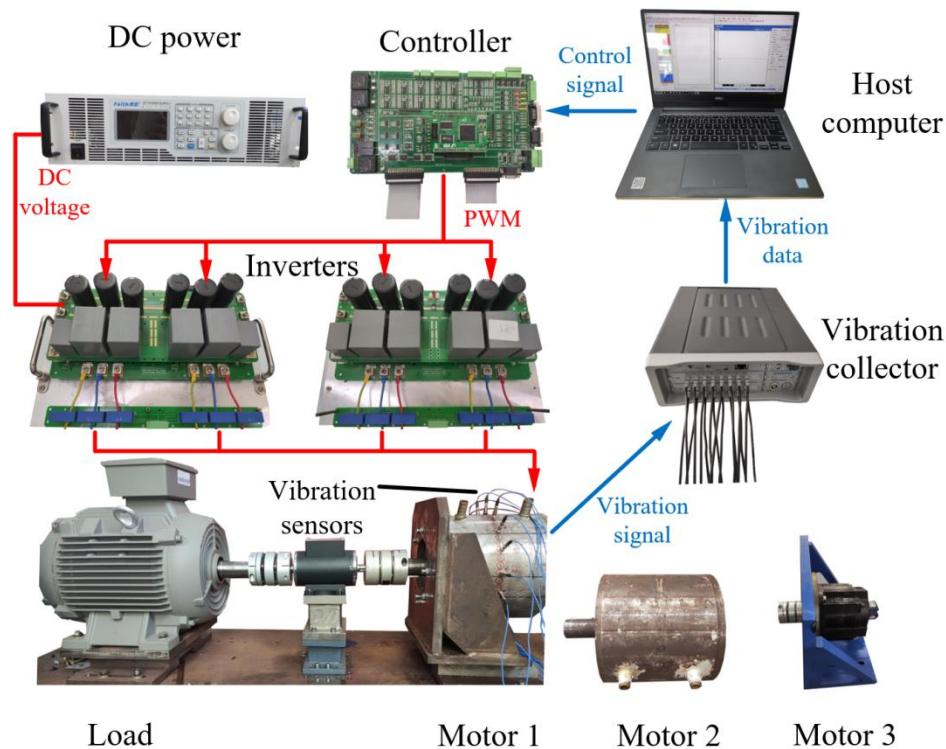 DC power
Controller
Control
signal
Host
computer
Faith
DC
voltage
PWM
Vibration
data
Inverters
Vibration
collector
Vibration
sensors
Vibration
signal
Load
Motor 1
Motor 2
Motor 3